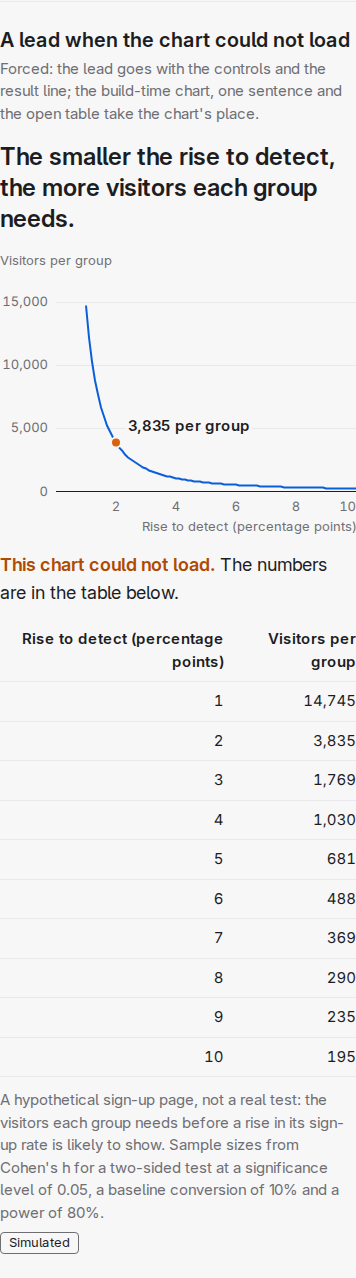 A lead when the chart could not load
Forced: the lead goes with the controls and the
result line; the build-time chart, one sentence and
the open table take the chart's place.
The smaller the rise to detect,
the more visitors each group
needs.
Visitors per group
15,000
10,000
5,000
0
3,835 per group
2 4 6 8 10
Rise to detect (percentage points)
This chart could not load. The numbers
are in the table below.
Rise to detect (percentage Visitors per
points) group
1 14,745
2 3,835
3 1,769
4 1,030
5 681
6 488
7 369
8 290
9 235
10 195
A hypothetical sign-up page, not a real test: the
visitors each group needs before a rise in its sign-
up rate is likely to show. Sample sizes from
Cohen's h for a two-sided test at a significance
level of 0.05, a baseline conversion of 10% and a
power of 80%.
Simulated